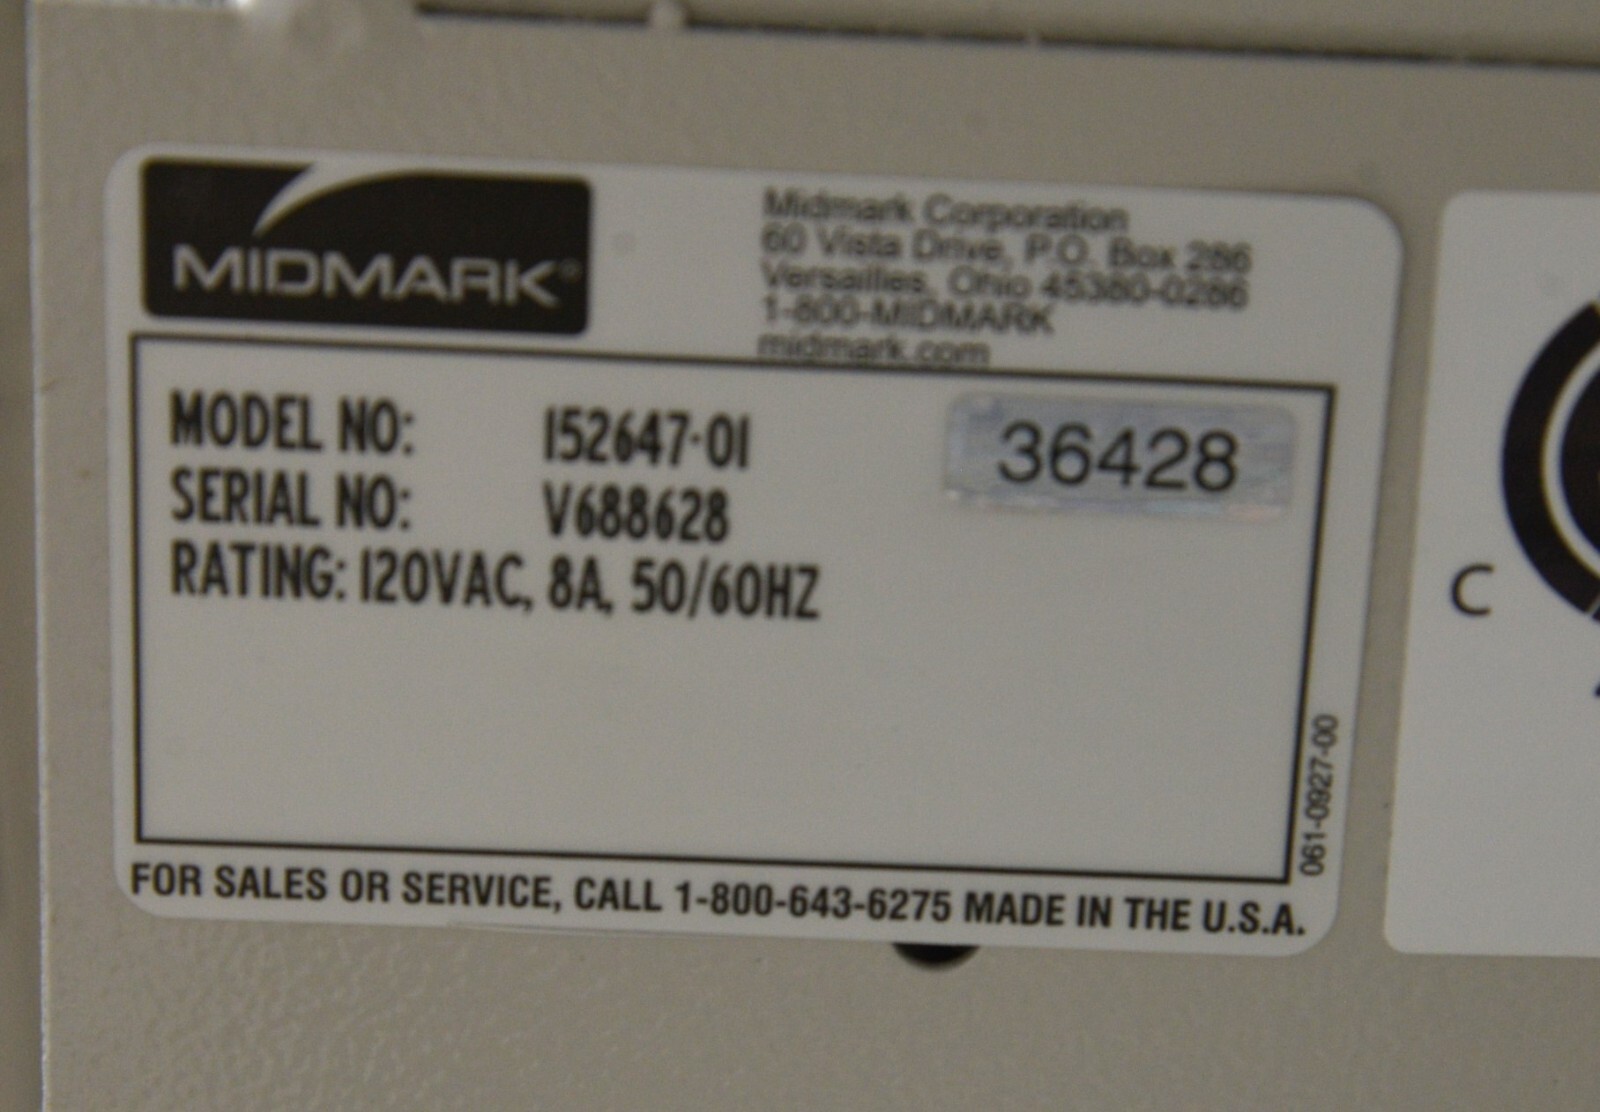 MIDMARK®
Midmark Corporation
60 Vista Drive, P.O. Box 286
Versailles, Ohio 45380-0286
1-800-MIDMARK
midmark.com
MODEL NO: 152647-01
36428
SERIAL NO: V688628
RATING: 120VAC, 8A, 50/60HZ
061-0927-00
FOR SALES OR SERVICE, CALL 1-800-643-6275 MADE IN THE U.S.A.
C